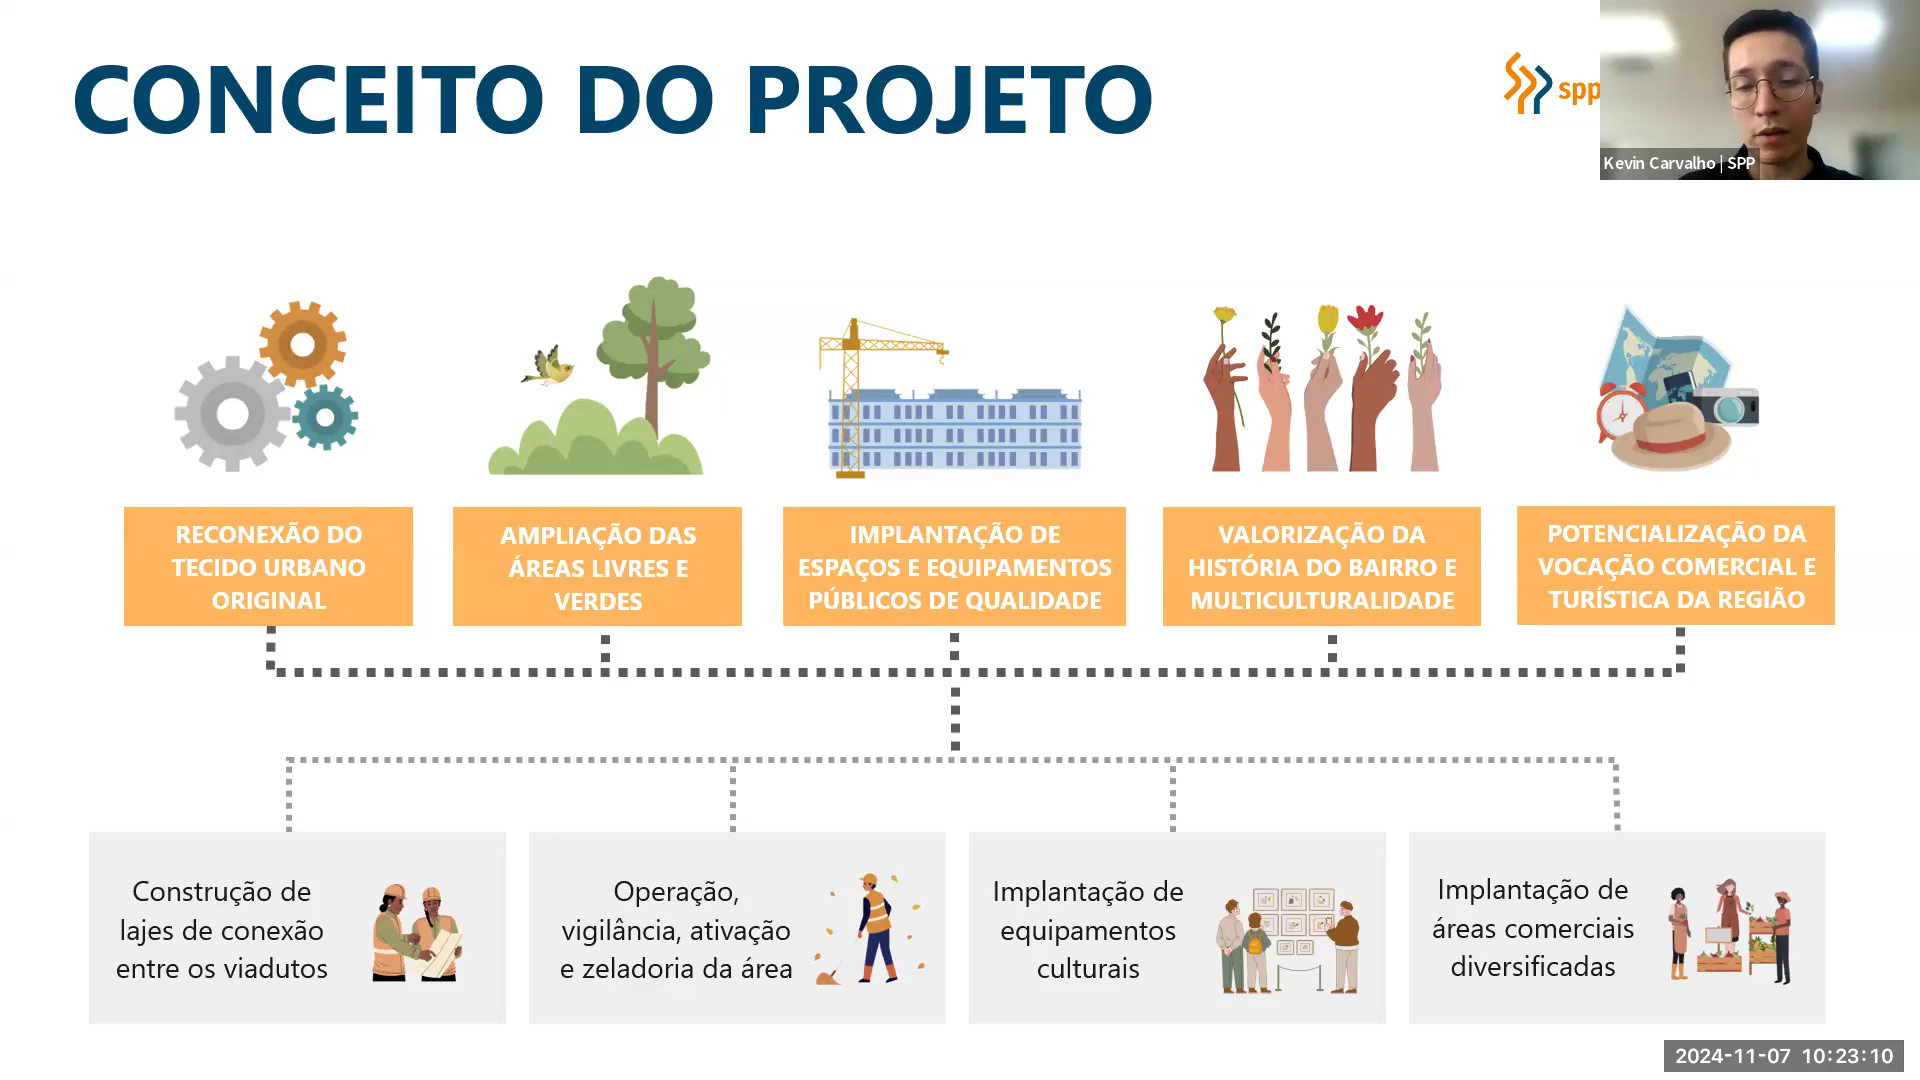 CONCEITO DO PROJETO
spp
Kevin Carvalho | SPP
RECONEXÃO DO
TECIDO URBANO
ORIGINAL
AMPLIAÇÃO DAS
ÁREAS LIVRES E
VERDES
IMPLANTAÇÃO DE
ESPAÇOS E EQUIPAMENTOS
PÚBLICOS DE QUALIDADE
VALORIZAÇÃO DA
HISTÓRIA DO BAIRRO E
MULTICULTURALIDADE
POTENCIALIZAÇÃO DA
VOCAÇÃO COMERCIAL E
TURÍSTICA DA REGIÃO
Construção de
lajes de conexão
entre os viadutos
Operação,
vigilância, ativação
e zeladoria da área
Implantação de
equipamentos
culturais
Implantação de
áreas comerciais
diversificadas
2024-11-07 10:23:10